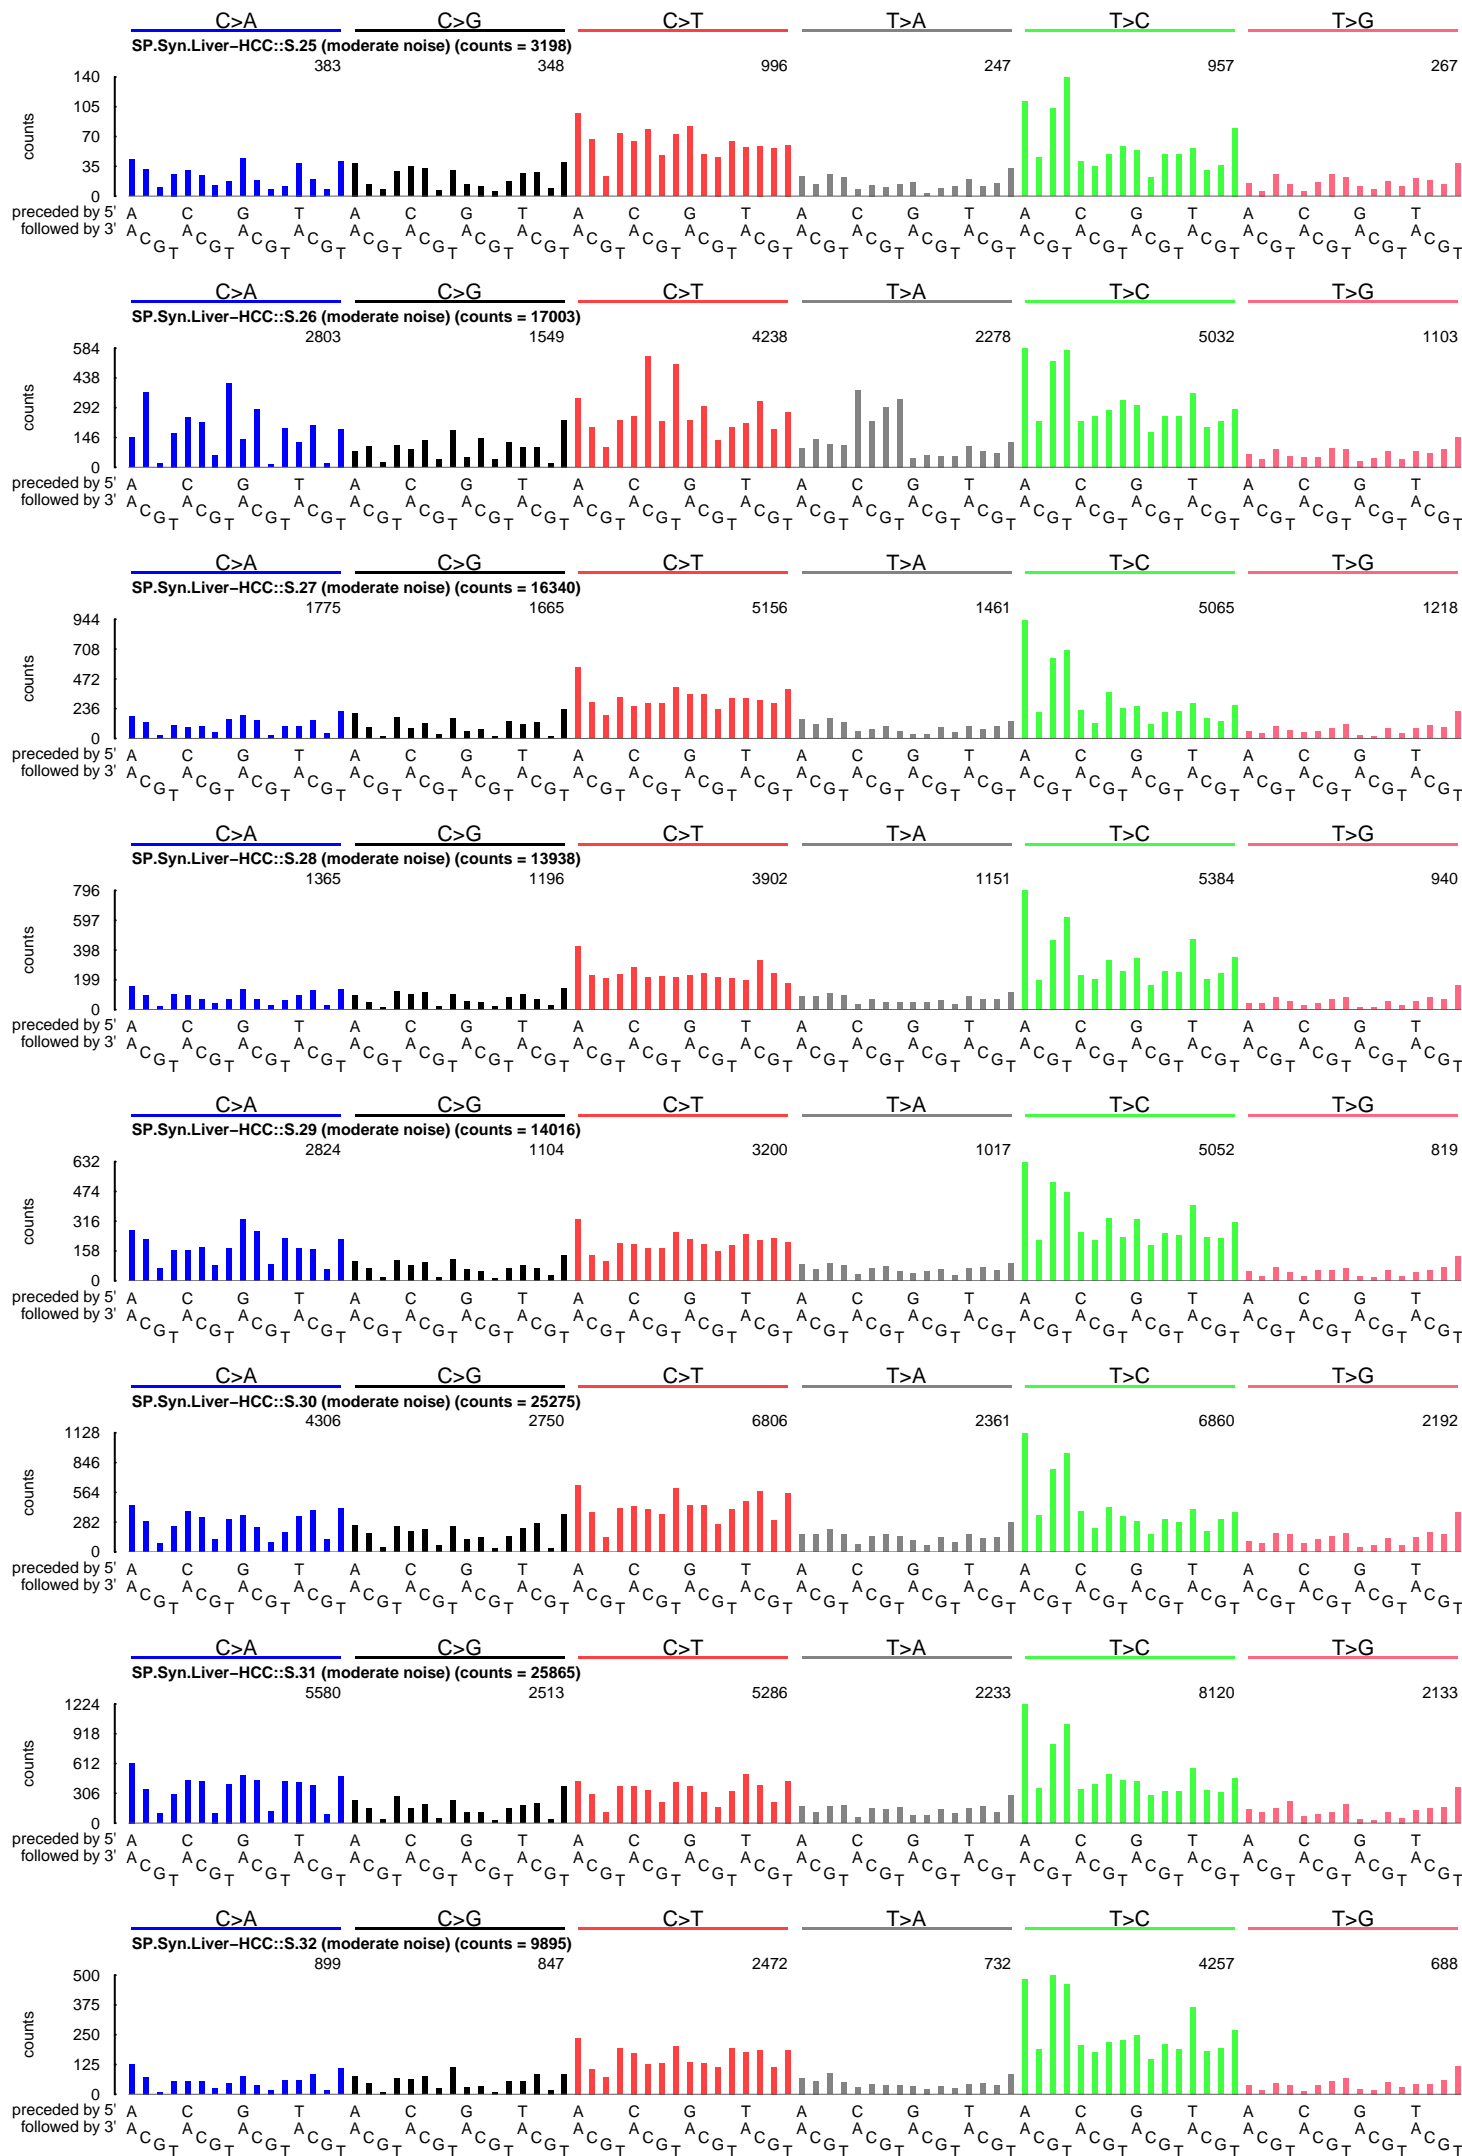 C>A C>G C>T T>A T>C T>G
SP.Syn.Liver−HCC::S.25 (moderate noise) (counts = 3198)
383 348 996 247 957 267
140
105
70
35
0
counts
preceded by 5' A C G T A C G T A C G T A C G T A C G T A C G T
followed by 3' A C G T A C G T A C G T A C G T A C G T A C G T A C G T A C G T A C G T A C G T A C G T A C G T A C G T A C G T A C G T A C G T A C G T A C G T A C G T A C G T A C G T A C G T A C G T A C G T
C>A C>G C>T T>A T>C T>G
SP.Syn.Liver−HCC::S.26 (moderate noise) (counts = 17003)
2803 1549 4238 2278 5032 1103
584
438
292
146
0
counts
preceded by 5' A C G T A C G T A C G T A C G T A C G T A C G T
followed by 3' A C G T A C G T A C G T A C G T A C G T A C G T A C G T A C G T A C G T A C G T A C G T A C G T A C G T A C G T A C G T A C G T A C G T A C G T A C G T A C G T A C G T A C G T A C G T A C G T
C>A C>G C>T T>A T>C T>G
SP.Syn.Liver−HCC::S.27 (moderate noise) (counts = 16340)
1775 1665 5156 1461 5065 1218
944
708
472
236
0
counts
preceded by 5' A C G T A C G T A C G T A C G T A C G T A C G T
followed by 3' A C G T A C G T A C G T A C G T A C G T A C G T A C G T A C G T A C G T A C G T A C G T A C G T A C G T A C G T A C G T A C G T A C G T A C G T A C G T A C G T A C G T A C G T A C G T A C G T
C>A C>G C>T T>A T>C T>G
SP.Syn.Liver−HCC::S.28 (moderate noise) (counts = 13938)
1365 1196 3902 1151 5384 940
796
597
398
199
0
counts
preceded by 5' A C G T A C G T A C G T A C G T A C G T A C G T
followed by 3' A C G T A C G T A C G T A C G T A C G T A C G T A C G T A C G T A C G T A C G T A C G T A C G T A C G T A C G T A C G T A C G T A C G T A C G T A C G T A C G T A C G T A C G T A C G T A C G T
C>A C>G C>T T>A T>C T>G
SP.Syn.Liver−HCC::S.29 (moderate noise) (counts = 14016)
2824 1104 3200 1017 5052 819
632
474
316
158
0
counts
preceded by 5' A C G T A C G T A C G T A C G T A C G T A C G T
followed by 3' A C G T A C G T A C G T A C G T A C G T A C G T A C G T A C G T A C G T A C G T A C G T A C G T A C G T A C G T A C G T A C G T A C G T A C G T A C G T A C G T A C G T A C G T A C G T A C G T
C>A C>G C>T T>A T>C T>G
SP.Syn.Liver−HCC::S.30 (moderate noise) (counts = 25275)
4306 2750 6806 2361 6860 2192
1128
846
564
282
0
counts
preceded by 5' A C G T A C G T A C G T A C G T A C G T A C G T
followed by 3' A C G T A C G T A C G T A C G T A C G T A C G T A C G T A C G T A C G T A C G T A C G T A C G T A C G T A C G T A C G T A C G T A C G T A C G T A C G T A C G T A C G T A C G T A C G T A C G T
C>A C>G C>T T>A T>C T>G
SP.Syn.Liver−HCC::S.31 (moderate noise) (counts = 25865)
5580 2513 5286 2233 8120 2133
1224
918
612
306
0
counts
preceded by 5' A C G T A C G T A C G T A C G T A C G T A C G T
followed by 3' A C G T A C G T A C G T A C G T A C G T A C G T A C G T A C G T A C G T A C G T A C G T A C G T A C G T A C G T A C G T A C G T A C G T A C G T A C G T A C G T A C G T A C G T A C G T A C G T
C>A C>G C>T T>A T>C T>G
SP.Syn.Liver−HCC::S.32 (moderate noise) (counts = 9895)
899 847 2472 732 4257 688
500
375
250
125
0
counts
preceded by 5' A C G T A C G T A C G T A C G T A C G T A C G T
followed by 3' A C G T A C G T A C G T A C G T A C G T A C G T A C G T A C G T A C G T A C G T A C G T A C G T A C G T A C G T A C G T A C G T A C G T A C G T A C G T A C G T A C G T A C G T A C G T A C G T